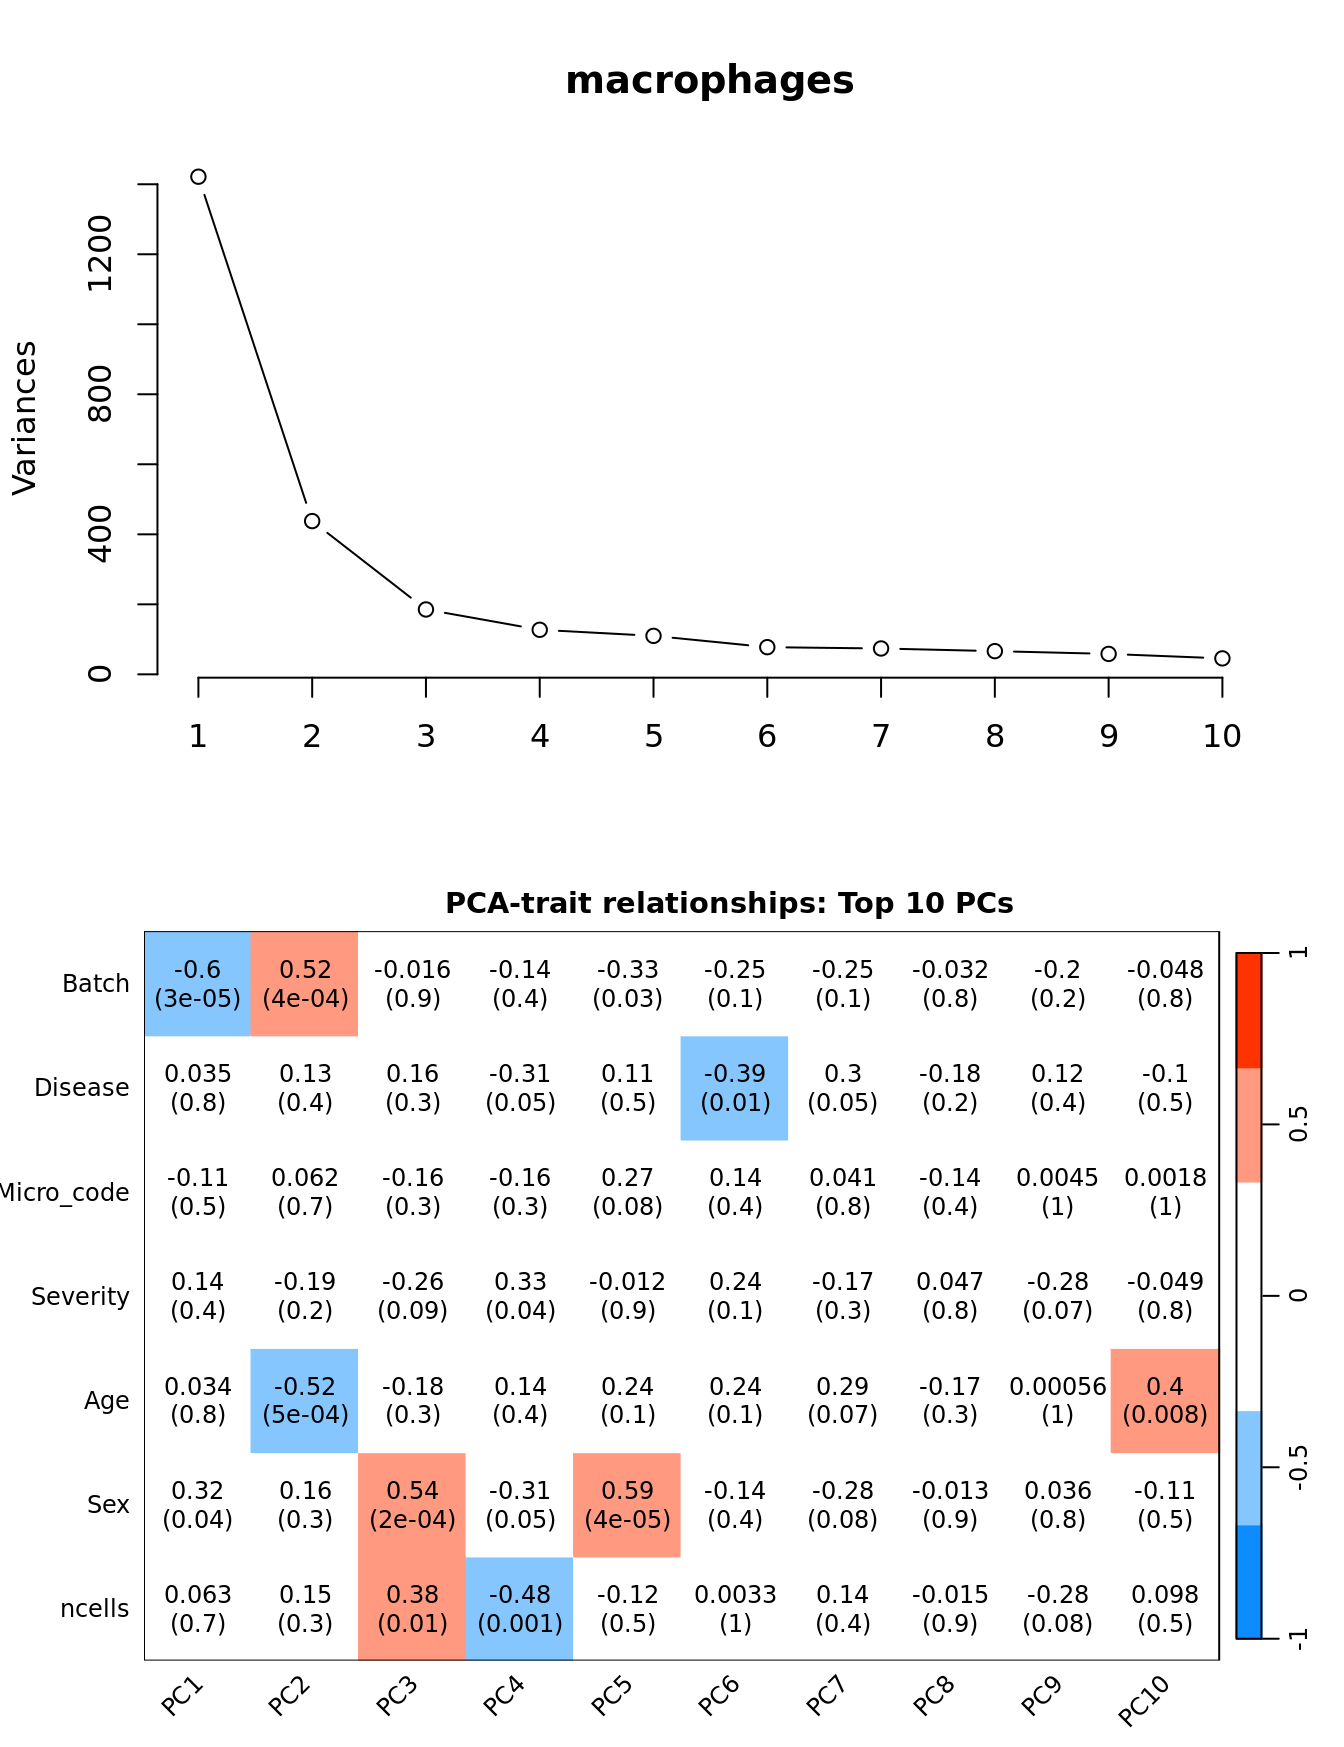 macrophages
Variances
1200
800
400
0
1 2 3 4 5 6 7 8 9 10
PCA-trait relationships: Top 10 PCs
Batch -0.6 0.52 -0.016 -0.14 -0.33 -0.25 -0.25 -0.032 -0.2 -0.048
(3e-05) (4e-04) (0.9) (0.4) (0.03) (0.1) (0.1) (0.8) (0.2) (0.8)
Disease 0.035 0.13 0.16 -0.31 0.11 -0.39 0.3 -0.18 0.12 -0.1
(0.8) (0.4) (0.3) (0.05) (0.5) (0.01) (0.05) (0.2) (0.4) (0.5)
Micro_code -0.11 0.062 -0.16 -0.16 0.27 0.14 0.041 -0.14 0.0045 0.0018
(0.5) (0.7) (0.3) (0.3) (0.08) (0.4) (0.8) (0.4) (1) (1)
Severity 0.14 -0.19 -0.26 0.33 -0.012 0.24 -0.17 0.047 -0.28 -0.049
(0.4) (0.2) (0.09) (0.04) (0.9) (0.1) (0.3) (0.8) (0.07) (0.8)
Age 0.034 -0.52 -0.18 0.14 0.24 0.24 0.29 -0.17 0.00056 0.4
(0.8) (5e-04) (0.3) (0.4) (0.1) (0.1) (0.07) (0.3) (1) (0.008)
Sex 0.32 0.16 0.54 -0.31 0.59 -0.14 -0.28 -0.013 0.036 -0.11
(0.04) (0.3) (2e-04) (0.05) (4e-05) (0.4) (0.08) (0.9) (0.8) (0.5)
ncells 0.063 0.15 0.38 -0.48 -0.12 0.0033 0.14 -0.015 -0.28 0.098
(0.7) (0.3) (0.01) (0.001) (0.5) (1) (0.4) (0.9) (0.08) (0.5)
PC1 PC2 PC3 PC4 PC5 PC6 PC7 PC8 PC9 PC10
1
0.5
0
-0.5
-1